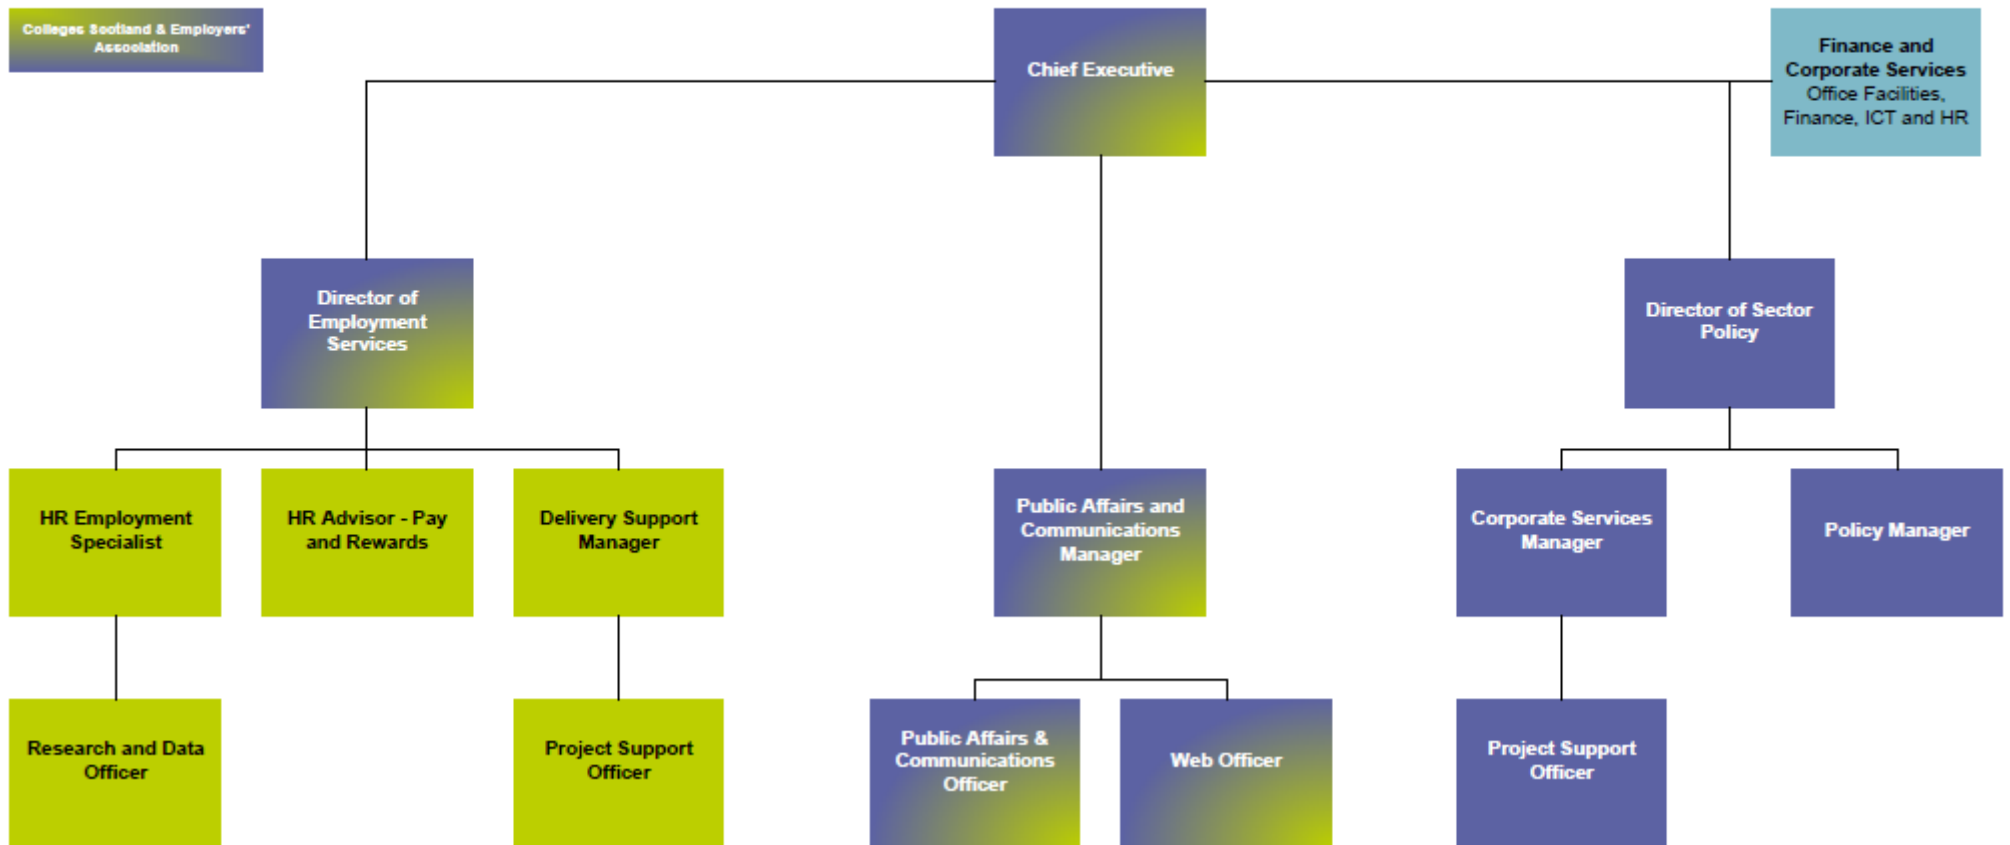 Colleges Scotland & Employers'
Association
Chief Executive
Finance and
Corporate Services
Office Facilities,
Finance, ICT and HR
Director of
Employment
Services
Director of Sector
Policy
HR Employment
Specialist
HR Advisor - Pay
and Rewards
Delivery Support
Manager
Public Affairs and
Communications
Manager
Corporate Services
Manager
Policy Manager
Research and Data
Officer
Project Support
Officer
Public Affairs &
Communications
Officer
Web Officer
Project Support
Officer